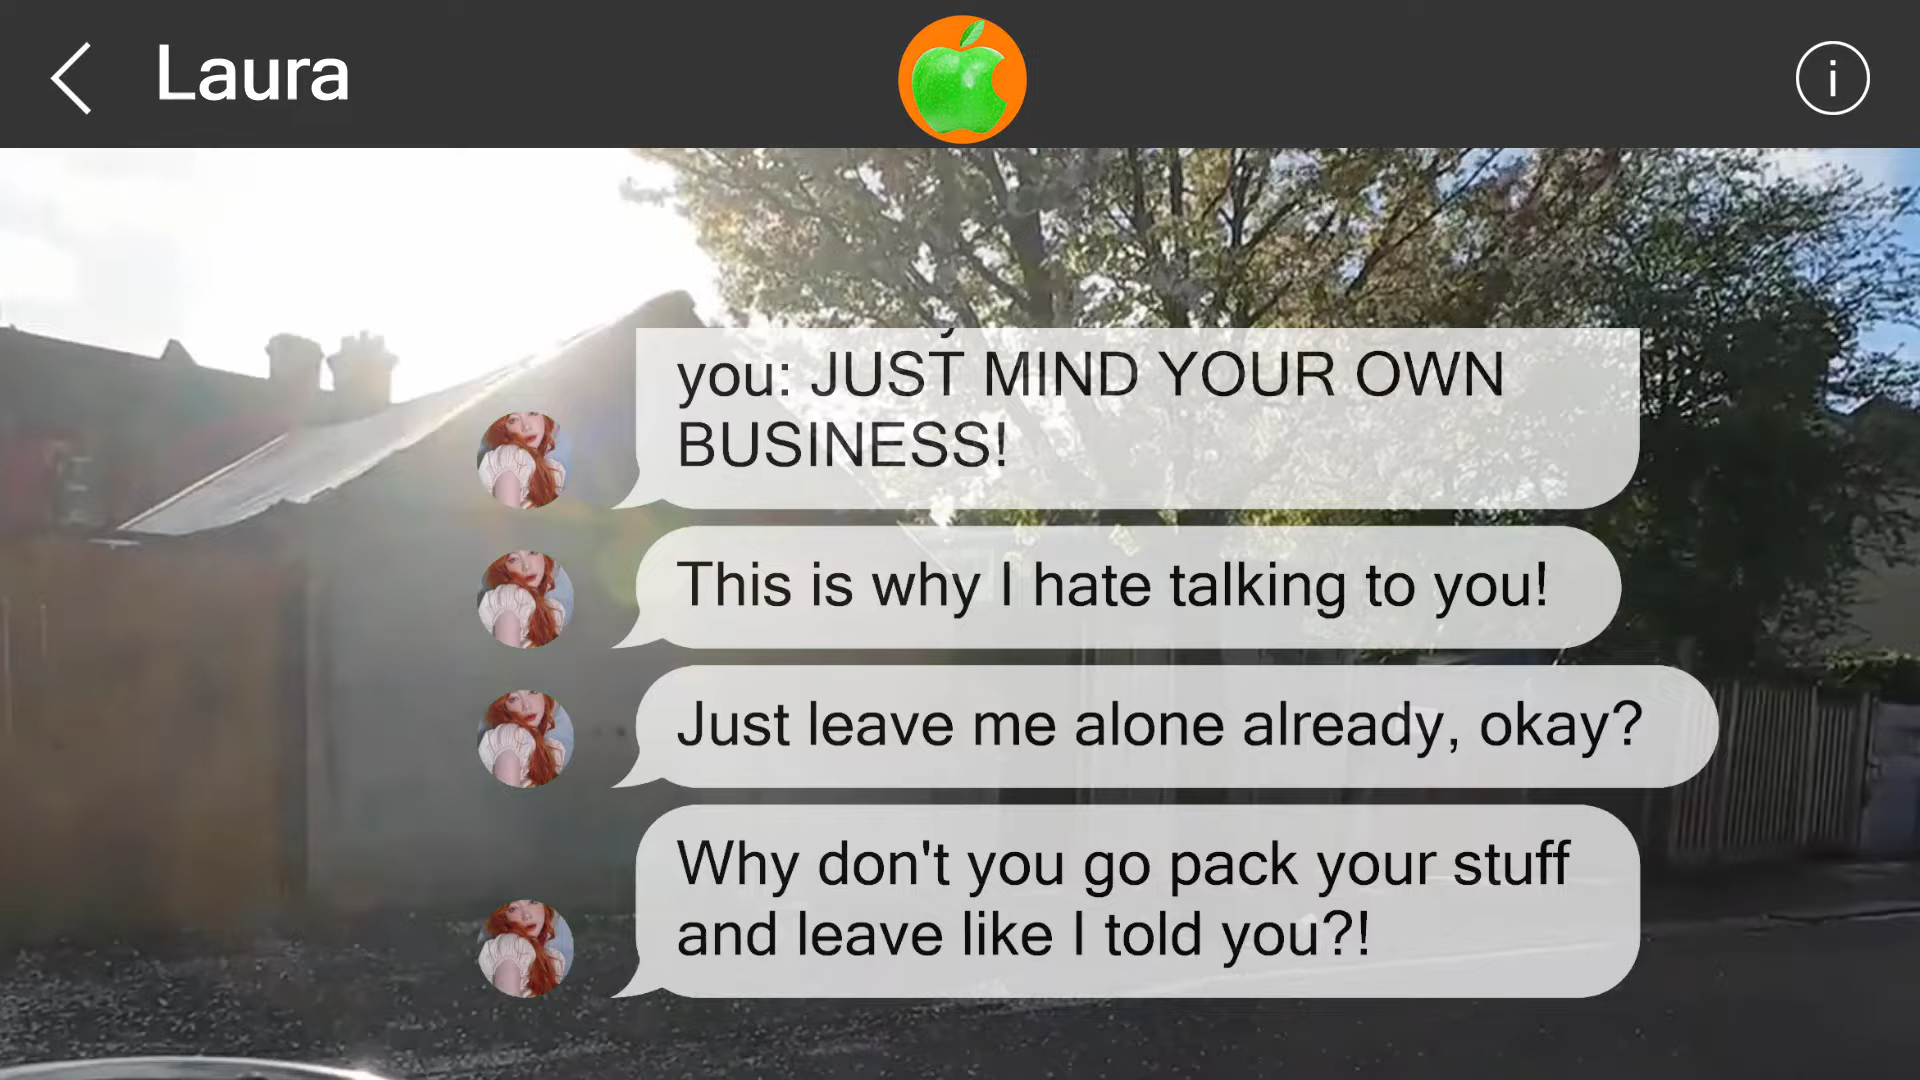 Laura
you: JUST MIND YOUR OWN
BUSINESS!
This is why I hate talking to you!
Just leave me alone already, okay?
Why don't you go pack your stuff
and leave like I told you?!